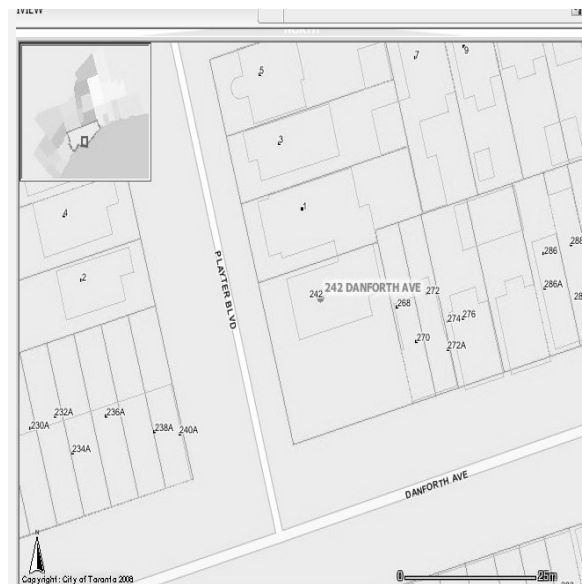 NORTH
5
7
9
3
1
4
PLAYTER BLVD
2
242 242 DANFORTH AVE
286
288
286A
272
268
274 276
270
272A
232A
236A
230A
238A 240A
234A
DANFORTH AVE
N
Copyright: City of Toronto 2008
0 25m